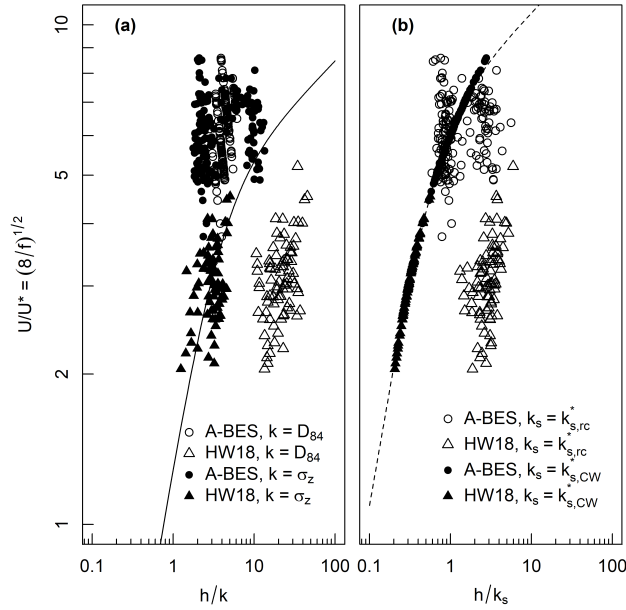 (a)
(b)
U/U* = (8/f)^1/2
10
5
2
1
A-BES, k = D₈₄
HW18, k = D₈₄
A-BES, k = σz
HW18, k = σz
A-BES, kₛ = k*s,rc
HW18, kₛ = k*s,rc
A-BES, kₛ = k*s,CW
HW18, kₛ = k*s,CW
0.1 1 10 100
0.1 1 10 100
h/k
h/kₛ